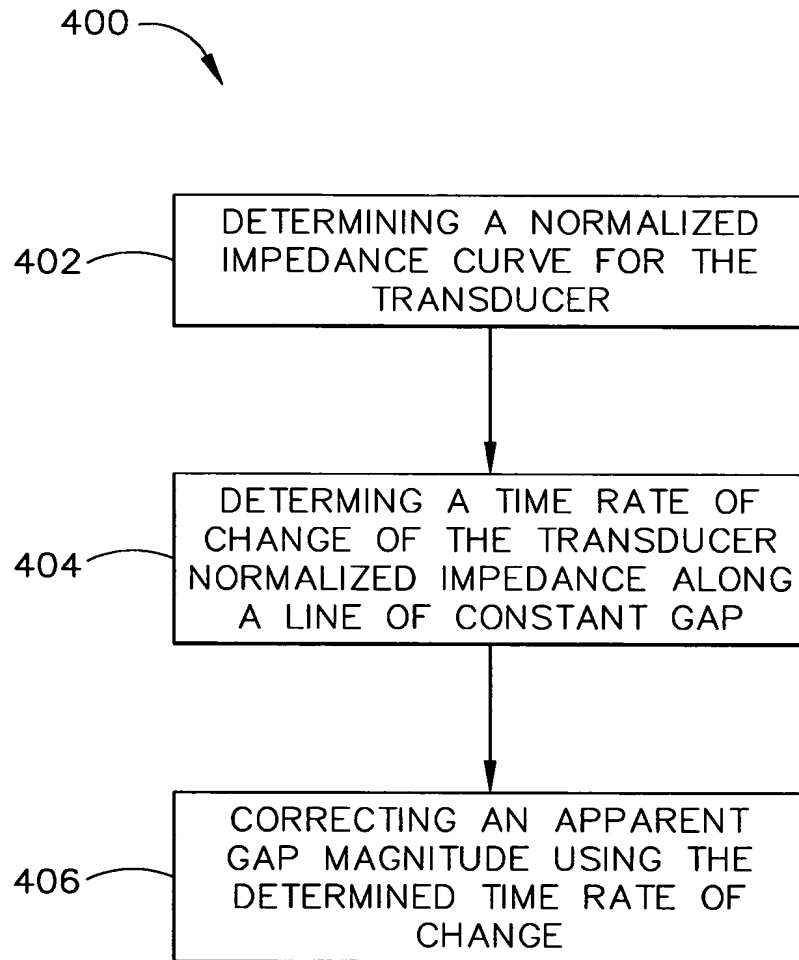 400
402
DETERMINING A NORMALIZED
IMPEDANCE CURVE FOR THE
TRANSDUCER
404
DETERMING A TIME RATE OF
CHANGE OF THE TRANSDUCER
NORMALIZED IMPEDANCE ALONG
A LINE OF CONSTANT GAP
406
CORRECTING AN APPARENT
GAP MAGNITUDE USING THE
DETERMINED TIME RATE OF
CHANGE